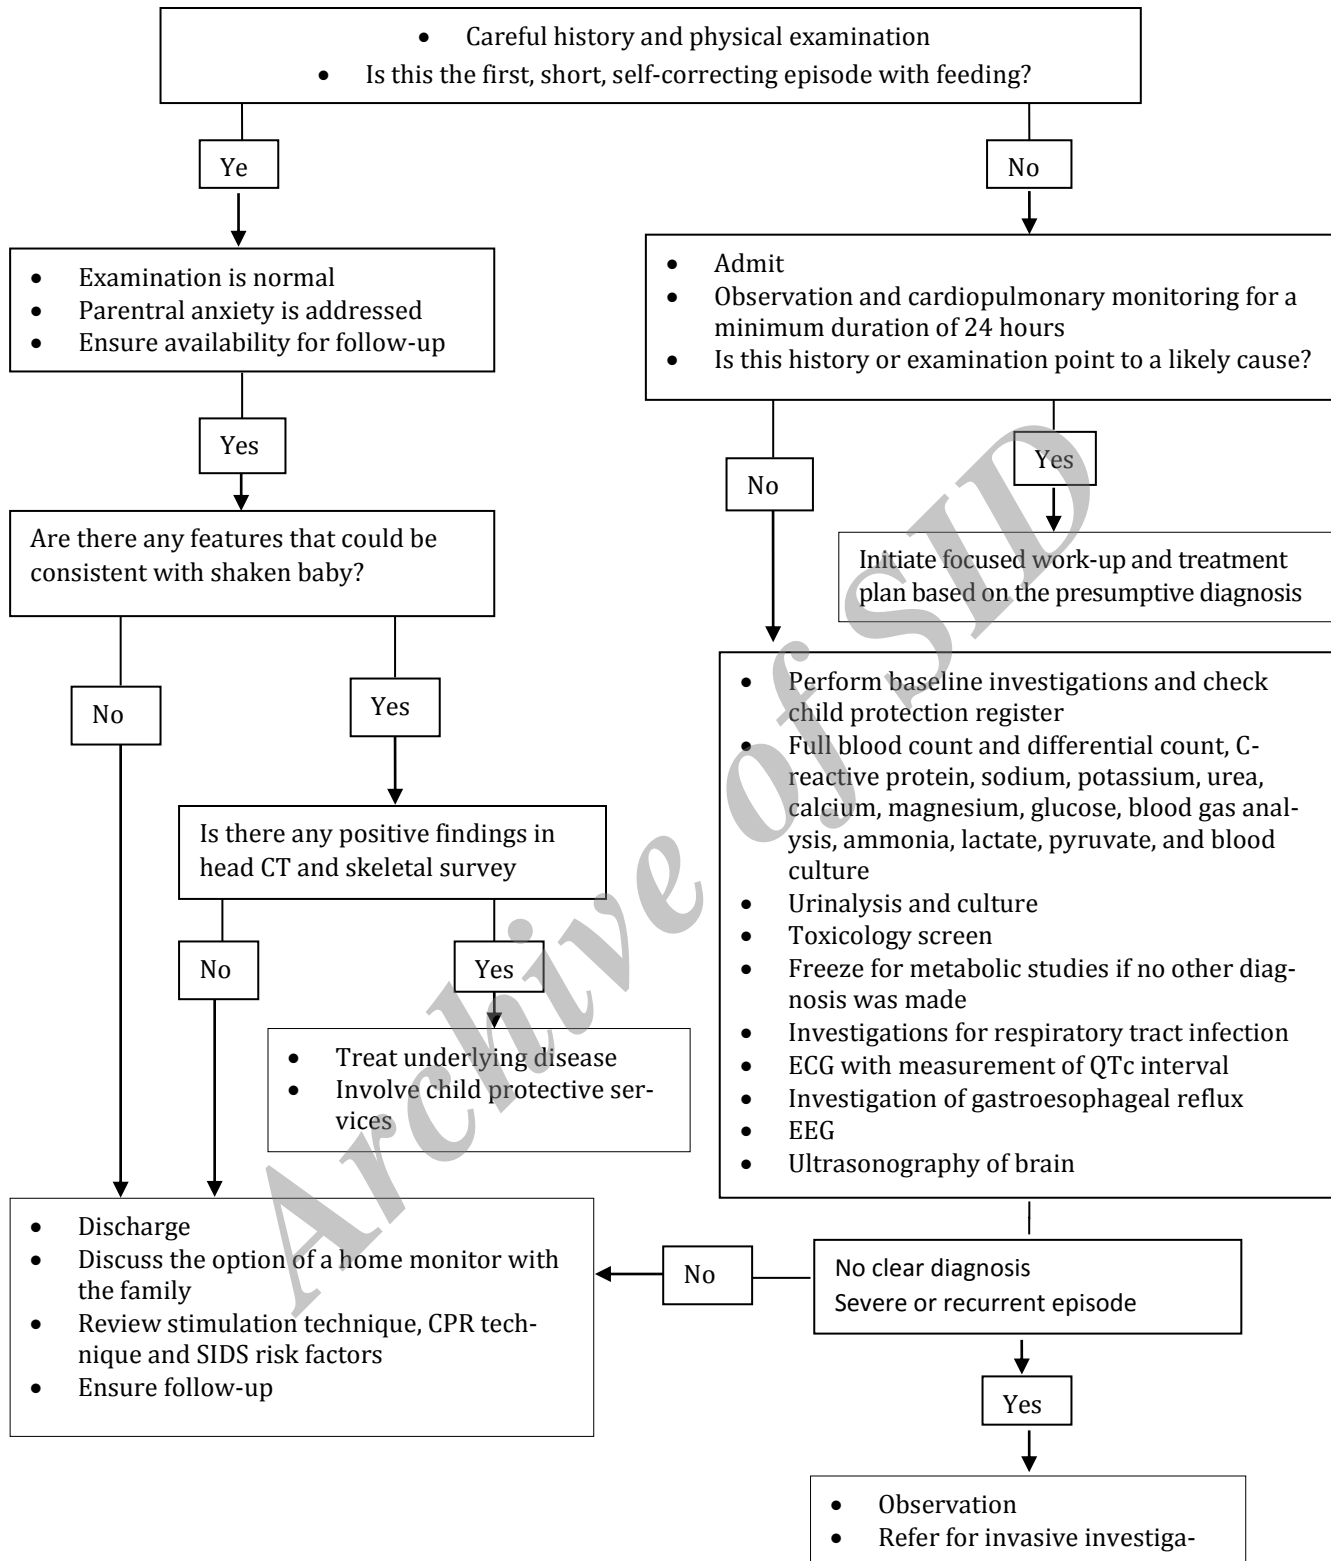 • Careful history and physical examination
• Is this the first, short, self-correcting episode with feeding?
Ye
No
• Examination is normal
• Parentral anxiety is addressed
• Ensure availability for follow-up
• Admit
• Observation and cardiopulmonary monitoring for a
minimum duration of 24 hours
• Is this history or examination point to a likely cause?
Yes
No
Yes
Are there any features that could be
consistent with shaken baby?
Initiate focused work-up and treatment
plan based on the presumptive diagnosis
No
Yes
• Perform baseline investigations and check
child protection register
• Full blood count and differential count, C-
reactive protein, sodium, potassium, urea,
calcium, magnesium, glucose, blood gas anal-
ysis, ammonia, lactate, pyruvate, and blood
culture
• Urinalysis and culture
• Toxicology screen
• Freeze for metabolic studies if no other diag-
nosis was made
• Investigations for respiratory tract infection
• ECG with measurement of QTc interval
• Investigation of gastroesophageal reflux
• EEG
• Ultrasonography of brain
Is there any positive findings in
head CT and skeletal survey
No
Yes
• Treat underlying disease
• Involve child protective ser-
vices
• Discharge
• Discuss the option of a home monitor with
the family
• Review stimulation technique, CPR tech-
nique and SIDS risk factors
• Ensure follow-up
No
No clear diagnosis
Severe or recurrent episode
Yes
• Observation
• Refer for invasive investiga-
Archive of SID